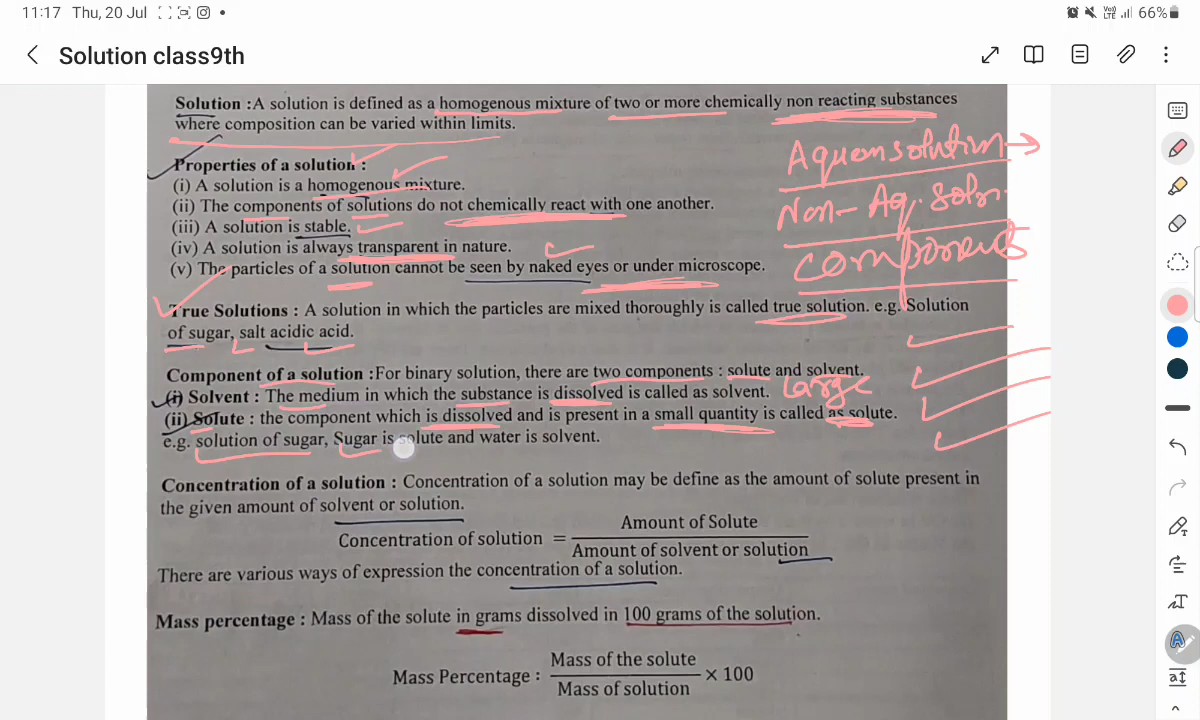 11:17 Thu, 20 Jul
66%
Solution class9th
Solution :A solution is defined as a homogenous mixture of two or more chemically non reacting substances
where composition can be varied within limits.
Properties of a solution :
(i) A solution is a homogenous mixture.
(ii) The components of solutions do not chemically react with one another.
(iii) A solution is stable.
(iv) A solution is always transparent in nature.
(v) The particles of a solution cannot be seen by naked eyes or under microscope.
Non-Aq. Soln.
Components
True Solutions : A solution in which the particles are mixed thoroughly is called true solution. e.g. Solution
of sugar, salt acidic acid.
Component of a solution :For binary solution, there are two components : solute and solvent.
(i) Solvent : The medium in which the substance is dissolved is called as solvent.
Large
(ii) Solute : the component which is dissolved and is present in a small quantity is called as solute.
e.g. solution of sugar, Sugar is solute and water is solvent.
Concentration of a solution : Concentration of a solution may be define as the amount of solute present in
the given amount of solvent or solution.
Concentration of solution = Amount of Solute
Amount of solvent or solution
There are various ways of expression the concentration of a solution.
Mass percentage : Mass of the solute in grams dissolved in 100 grams of the solution.
Mass Percentage : Mass of the solute
Mass of solution × 100